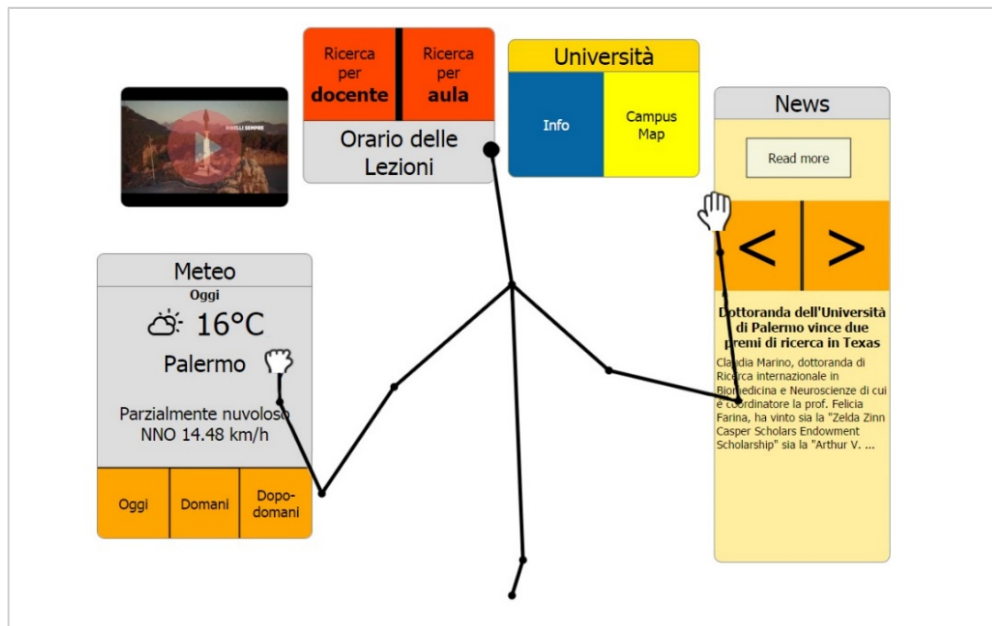 Ricerca
per
docente
Ricerca
per
aula
Orario delle
Lezioni
Università
Info
Campus
Map
News
Read more
<
>
Dottoranda dell'Università
di Palermo vince due
premi di ricerca in Texas
Claudia Marino, dottoranda di
Ricerca internazionale in
Biomedicina e Neuroscienze di cui
è coordinatore la prof. Felicia
Farina, ha vinto sia la "Zelda Zinn
Casper Scholars Endowment
Scholarship" sia la "Arthur V. ...
Meteo
Oggi
16°C
Palermo
Parzialmente nuvoloso
NNO 14.48 km/h
Oggi
Domani
Dopo-
domani